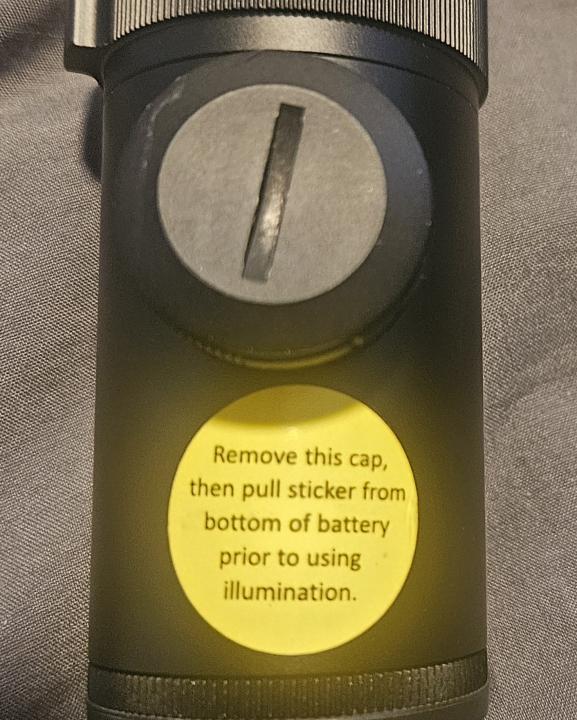 Remove this cap,
then pull sticker from
bottom of battery
prior to using
illumination.